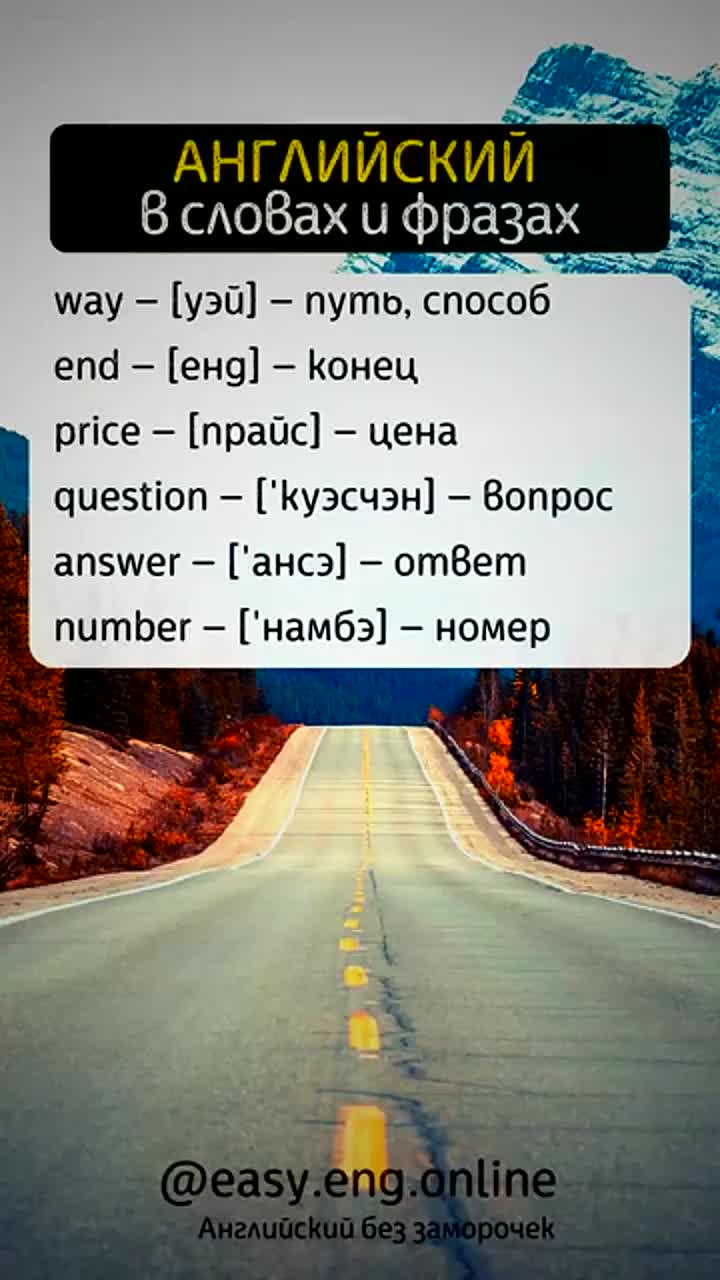 АНГЛИЙСКИЙ
в словах и фразах
way – [уэй] – путь, способ
end – [енд] – конец
price – [прайс] – цена
question – ['куэсчэн] – вопрос
answer – ['ансэ] – ответ
number – ['намбэ] – номер
@easy.eng.online
Английский без заморочек